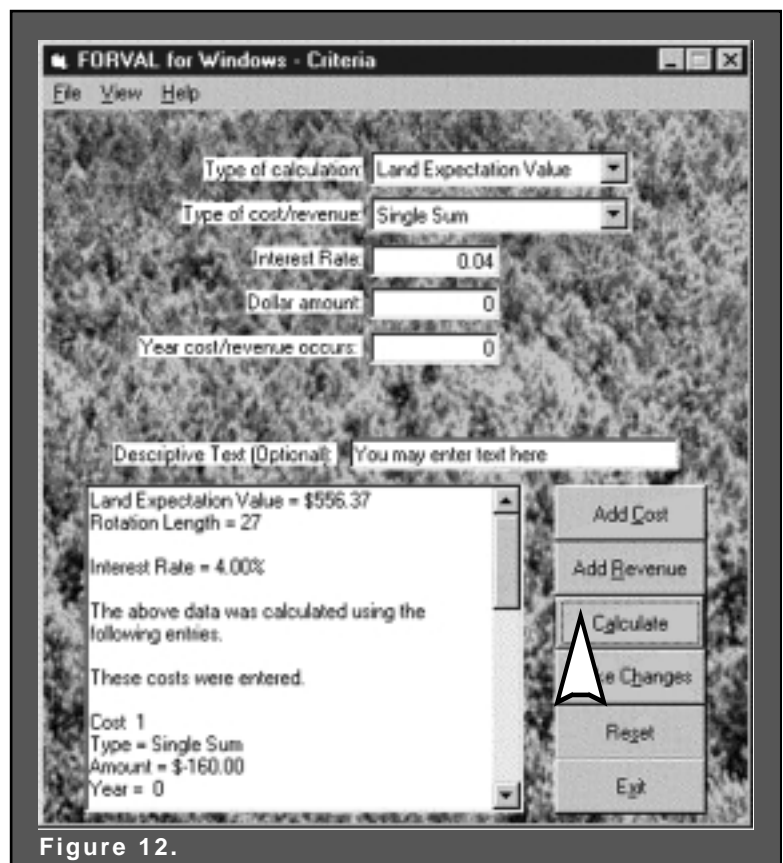 FORVAL for Windows - Criteria
File View Help
Type of calculation: Land Expectation Value
Type of cost/revenue: Single Sum
Interest Rate: 0.04
Dollar amount: 0
Year cost/revenue occurs: 0
Descriptive Text (Optional): You may enter text here
Land Expectation Value = $556.37
Rotation Length = 27
Interest Rate = 4.00%
The above data was calculated using the
following entries.
These costs were entered.
Cost 1
Type = Single Sum
Amount = $-160.00
Year = 0
Add Cost
Add Revenue
Calculate
Changes
Reset
Exit
Figure 12.